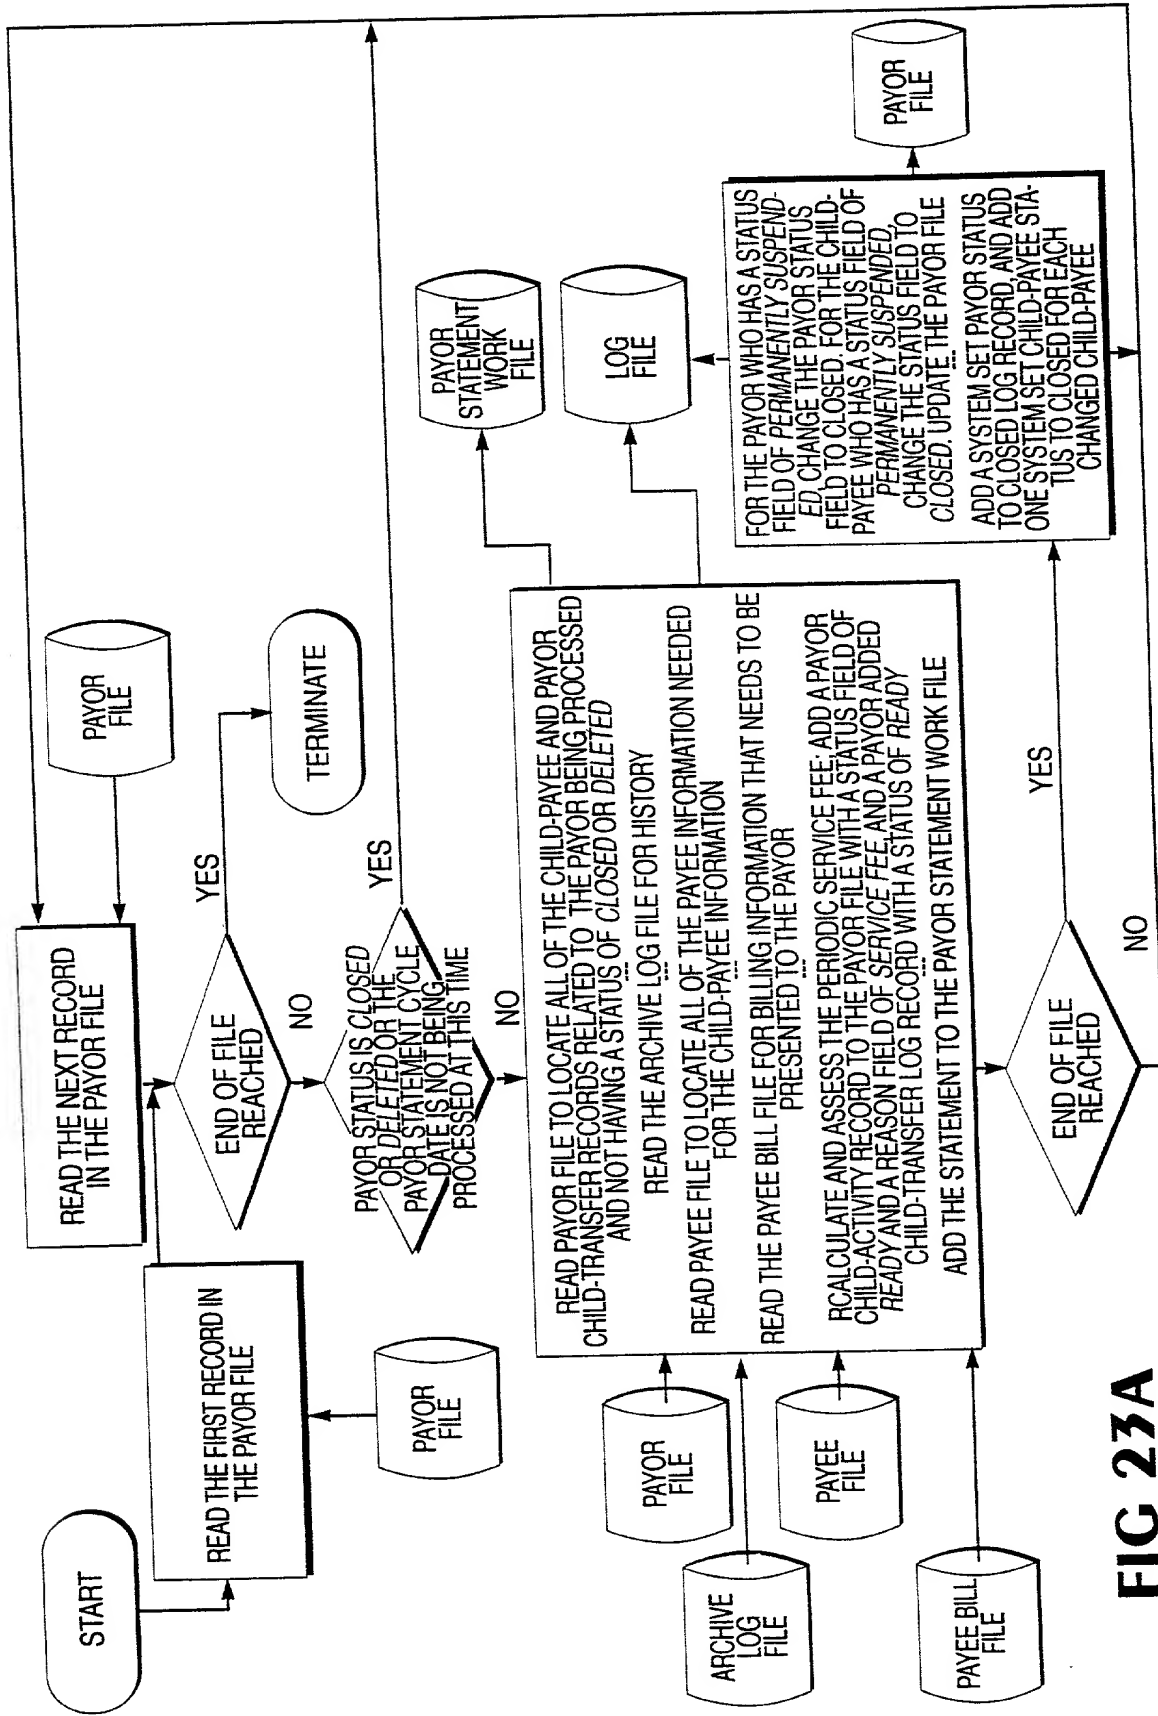 START
READ THE FIRST RECORD IN
THE PAYOR FILE
PAYOR
FILE
READ THE NEXT RECORD
IN THE PAYOR FILE
PAYOR
FILE
END OF FILE
REACHED
YES
TERMINATE
NO
PAYOR STATUS IS CLOSED
OR DELETED OR THE
PAYOR STATEMENT CYCLE
DATE IS NOT BEING
PROCESSED AT THIS TIME
YES
NO
PAYOR
FILE
ARCHIVE
LOG
FILE
PAYEE
FILE
PAYEE BILL
FILE
READ PAYOR FILE TO LOCATE ALL OF THE CHILD-PAYEE AND PAYOR
CHILD-TRANSFER RECORDS RELATED TO THE PAYOR BEING PROCESSED
AND NOT HAVING A STATUS OF CLOSED OR DELETED
...
READ THE ARCHIVE LOG FILE FOR HISTORY
...
READ PAYEE FILE TO LOCATE ALL OF THE PAYEE INFORMATION NEEDED
FOR THE CHILD-PAYEE INFORMATION
...
READ THE PAYEE BILL FILE FOR BILLING INFORMATION THAT NEEDS TO BE
PRESENTED TO THE PAYOR
...
RCALCULATE AND ASSESS THE PERIODIC SERVICE FEE; ADD A PAYOR
CHILD-ACTIVITY RECORD TO THE PAYOR FILE WITH A STATUS FIELD OF
READY AND A REASON FIELD OF SERVICE FEE, AND A PAYOR ADDED
CHILD-TRANSFER LOG RECORD WITH A STATUS OF READY
...
ADD THE STATEMENT TO THE PAYOR STATEMENT WORK FILE
PAYOR
STATEMENT
WORK
FILE
LOG
FILE
END OF FILE
REACHED
YES
NO
FOR THE PAYOR WHO HAS A STATUS
FIELD OF PERMANENTLY SUSPEND-
ED, CHANGE THE PAYOR STATUS
FIELD TO CLOSED. FOR THE CHILD-
PAYEE WHO HAS A STATUS FIELD OF
PERMANENTLY SUSPENDED,
CHANGE THE STATUS FIELD TO
CLOSED. UPDATE THE PAYOR FILE
...
ADD A SYSTEM SET PAYOR STATUS
TO CLOSED LOG RECORD, AND ADD
ONE SYSTEM SET CHILD-PAYEE STA-
TUS TO CLOSED FOR EACH
CHANGED CHILD-PAYEE
PAYOR
FILE
FIG 23A